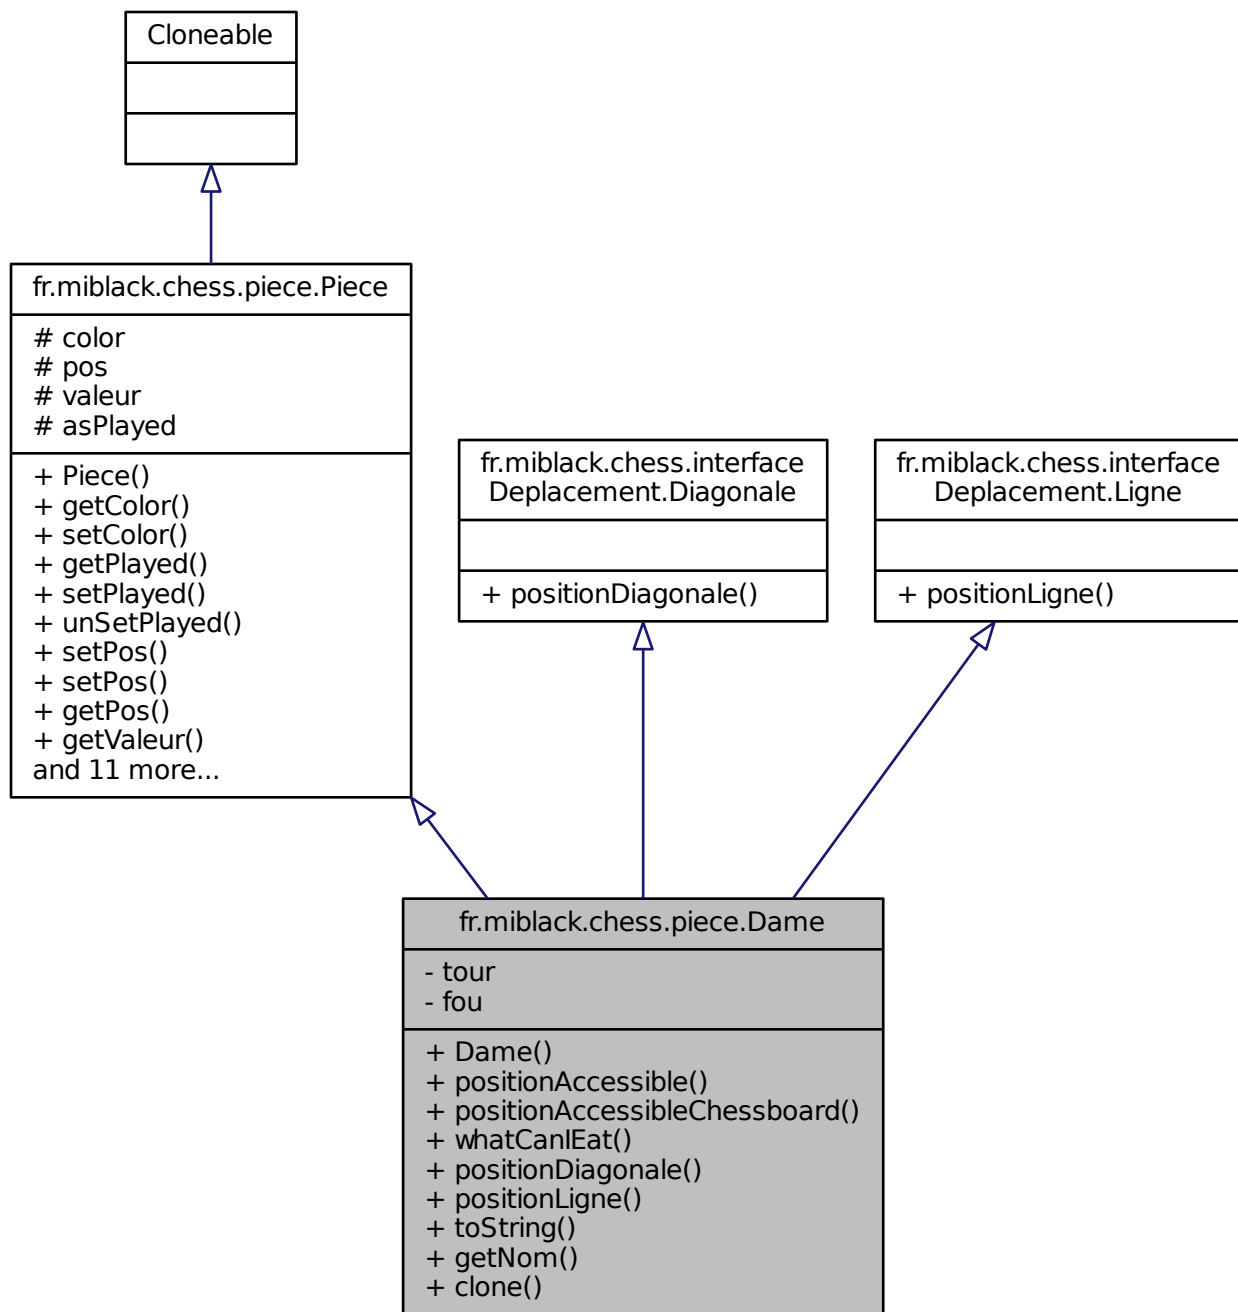 Cloneable
fr.miblack.chess.piece.Piece
# color
# pos
# valeur
# asPlayed
+ Piece()
+ getColor()
+ setColor()
+ getPlayed()
+ setPlayed()
+ unSetPlayed()
+ setPos()
+ setPos()
+ getPos()
+ getValeur()
and 11 more...
fr.miblack.chess.interface
Deplacement.Diagonale
+ positionDiagonale()
fr.miblack.chess.interface
Deplacement.Ligne
+ positionLigne()
fr.miblack.chess.piece.Dame
- tour
- fou
+ Dame()
+ positionAccessible()
+ positionAccessibleChessboard()
+ whatCanIEat()
+ positionDiagonale()
+ positionLigne()
+ toString()
+ getNom()
+ clone()